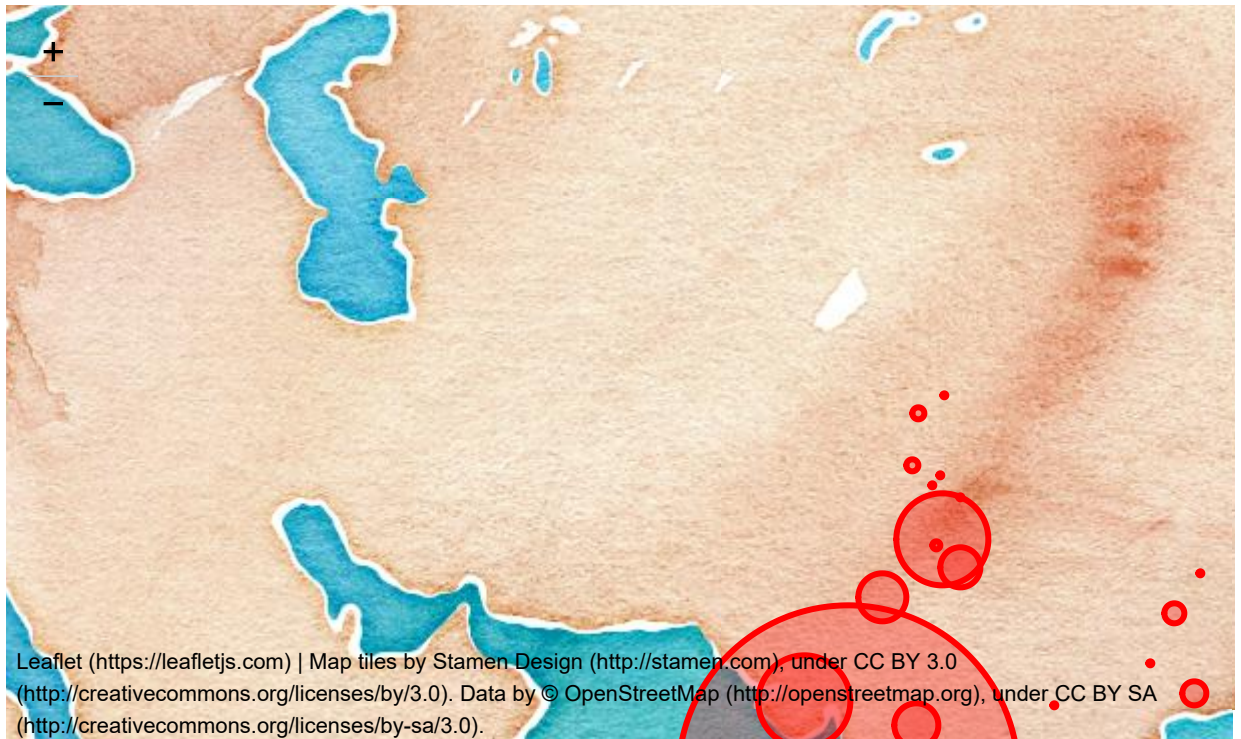 +
−
Leaflet (https://leafletjs.com) | Map tiles by Stamen Design (http://stamen.com), under CC BY 3.0
(http://creativecommons.org/licenses/by/3.0). Data by © OpenStreetMap (http://openstreetmap.org), under CC BY SA
(http://creativecommons.org/licenses/by-sa/3.0).